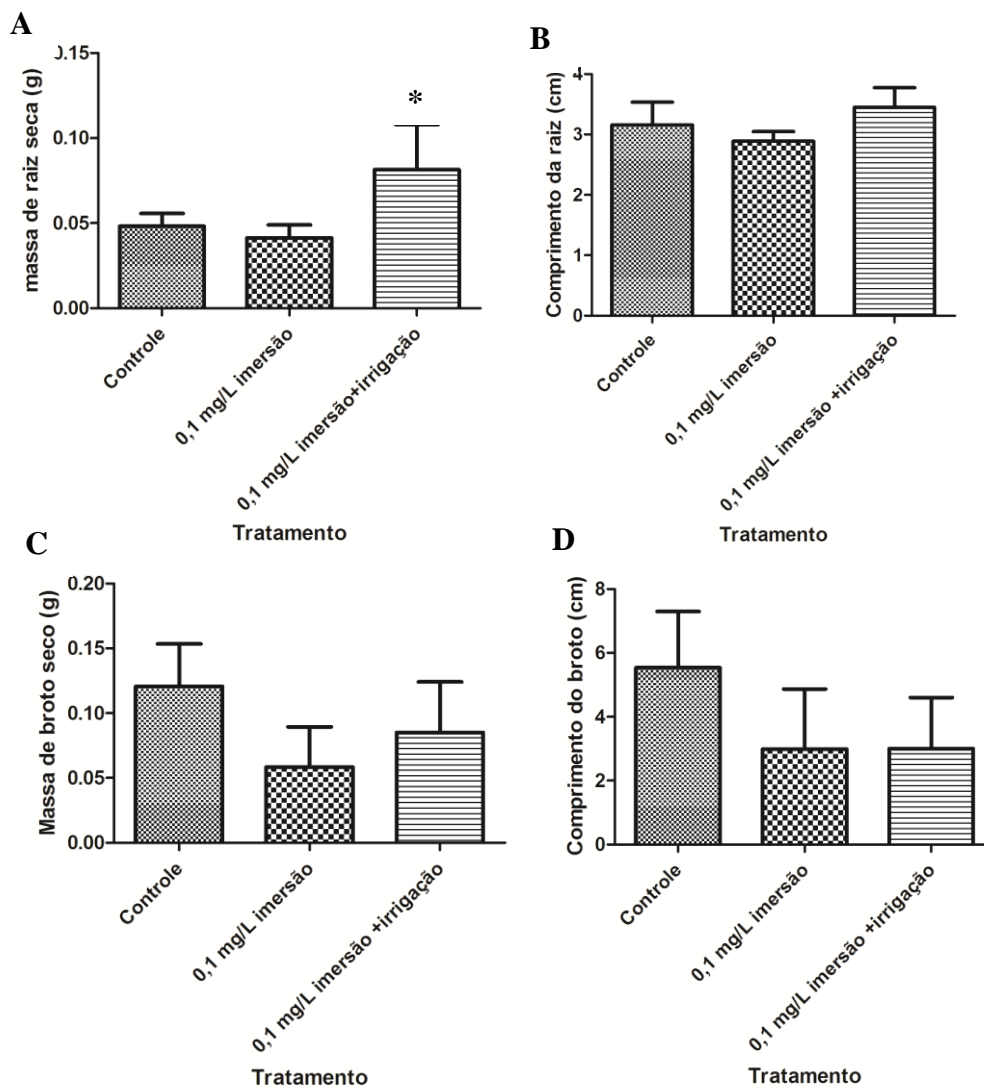 A
massa de raiz seca (g)
0.15
0.10
0.05
0.00
*
Controle
0,1 mg/L imersão
0,1 mg/L imersão+irrigação
Tratamento
B
Comprimento da raiz (cm)
4
3
2
1
0
Controle
0,1 mg/L imersão
0,1 mg/L imersão +irrigação
Tratamento
C
Massa de broto seco (g)
0.20
0.15
0.10
0.05
0.00
Controle
0,1 mg/L imersão
0,1 mg/L imersão +irrigação
Tratamento
D
Comprimento do broto (cm)
8
6
4
2
0
Controle
0,1 mg/L imersão
0,1 mg/L imersão +irrigação
Tratamento